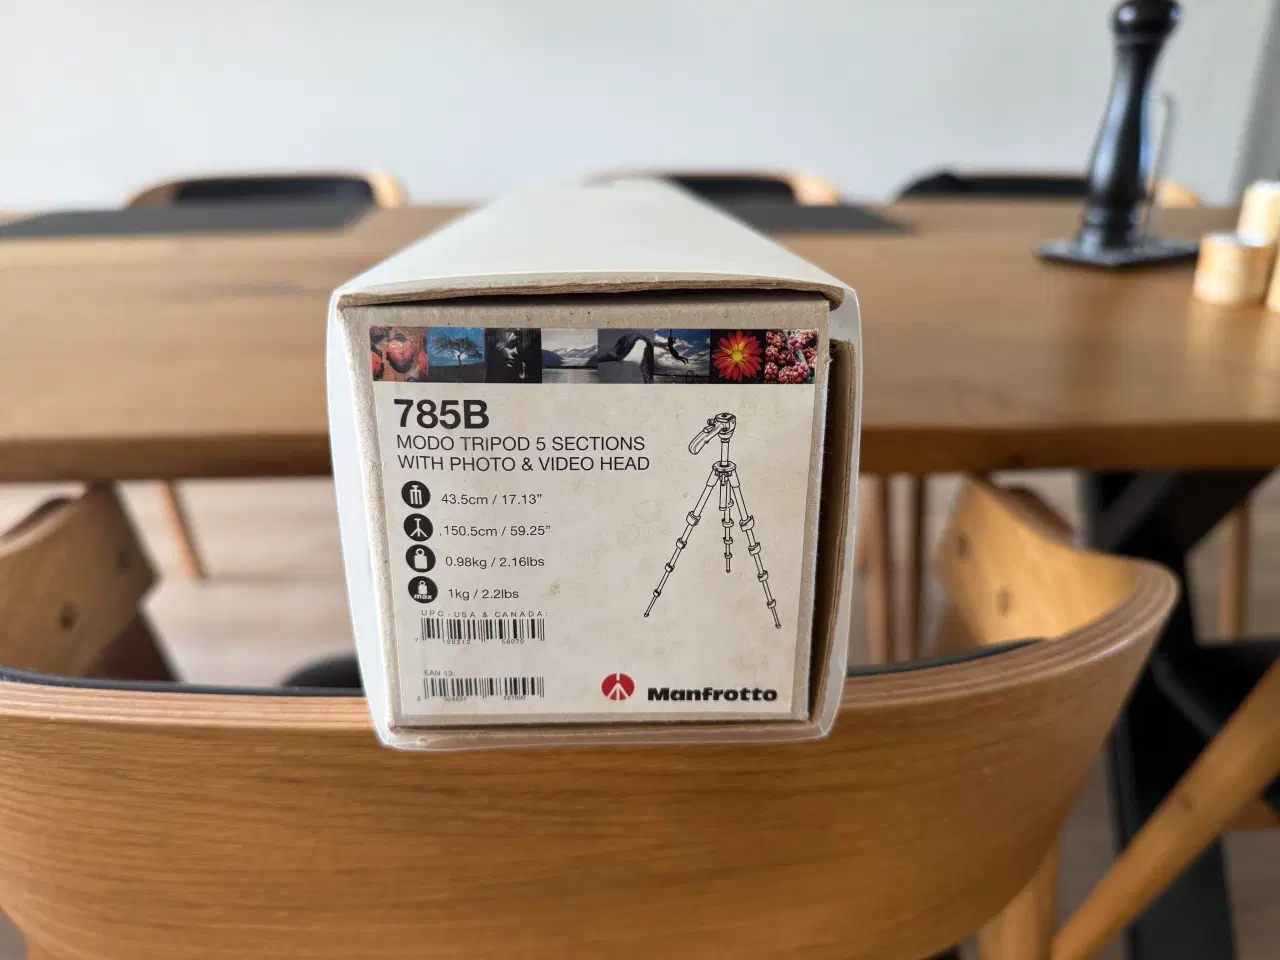 785B
MODO TRIPOD 5 SECTIONS
WITH PHOTO & VIDEO HEAD
43.5cm / 17.13”
150.5cm / 59.25”
0.98kg / 2.16lbs
max
1kg / 2.2lbs
UPC-USA & CANADA:
EAN 13:
Manfrotto